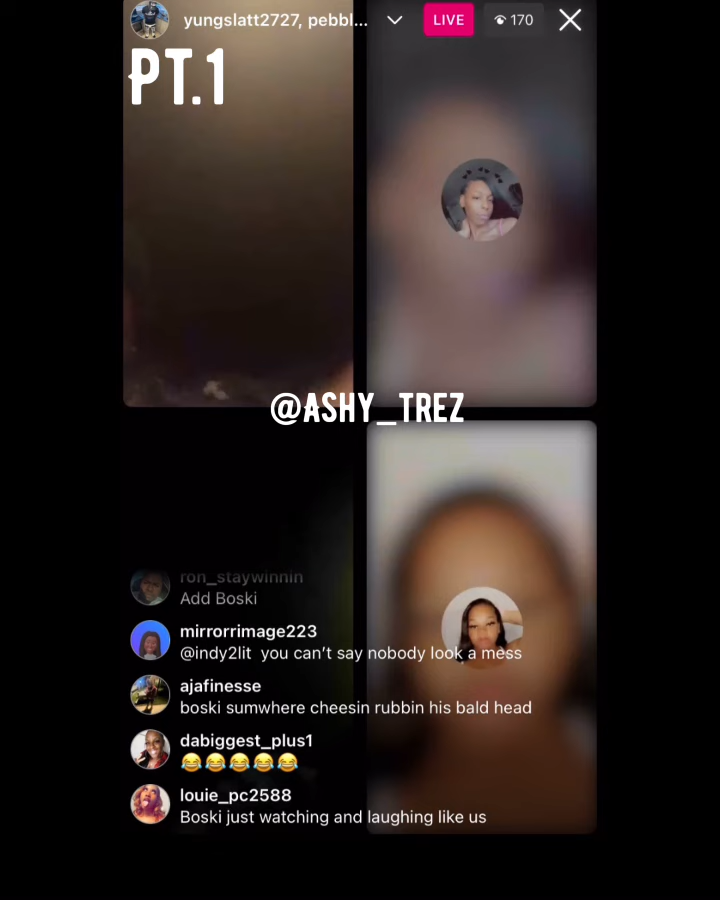 yungslatt2727, pebbl...
LIVE
170
PT.1
@ASHY_TREZ
ron_staywinnin
Add Boski
mirrorrimage223
@indy2lit you can’t say nobody look a mess
ajafinesse
boski sumwhere cheesin rubbin his bald head
dabiggest_plus1
😂😂😂😂😂
louie_pc2588
Boski just watching and laughing like us